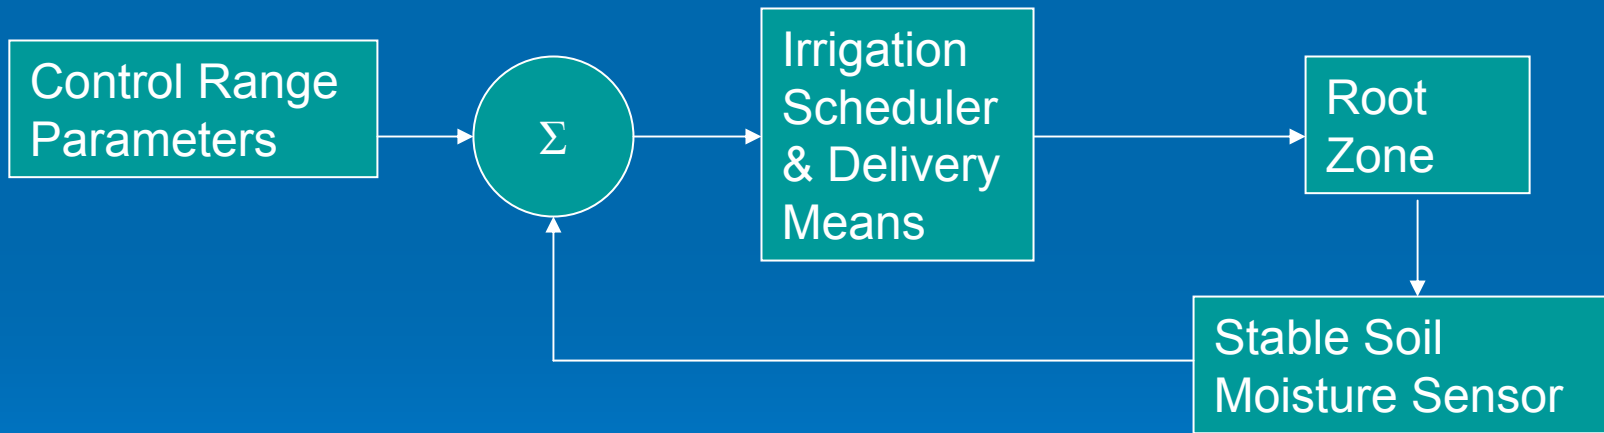 Control Range
Parameters
Σ
Irrigation
Scheduler
& Delivery
Means
Root
Zone
Stable Soil
Moisture Sensor